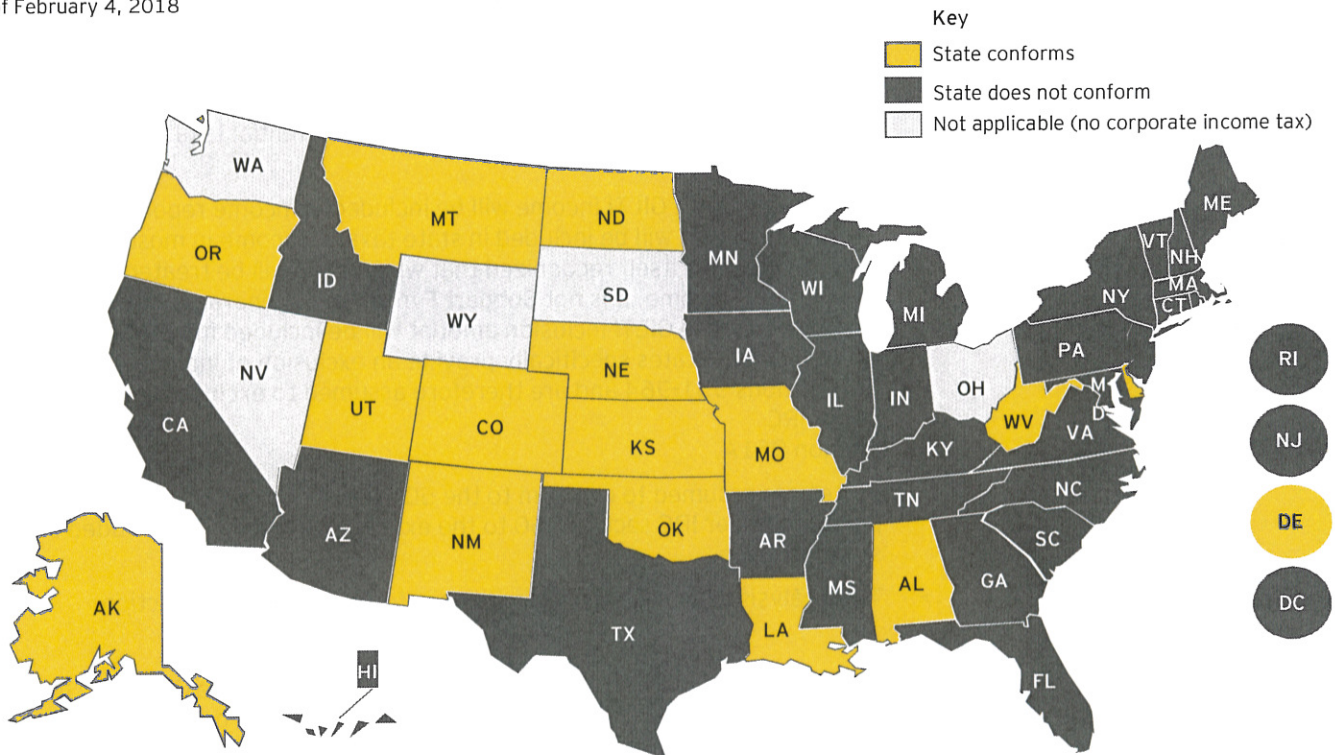 f February 4, 2018
Key
State conforms
State does not conform
Not applicable (no corporate income tax)
WA
MT
ND
MN
ME
OR
ID
SD
WI
VT
NH
WY
MI
NY
MA
CT
NV
NE
IA
PA
RI
UT
CO
IL
IN
OH
M
D
CA
KS
MO
WV
VA
KY
NJ
AZ
NM
OK
AR
TN
NC
SC
DE
AK
TX
LA
MS
AL
GA
DC
HI
FL